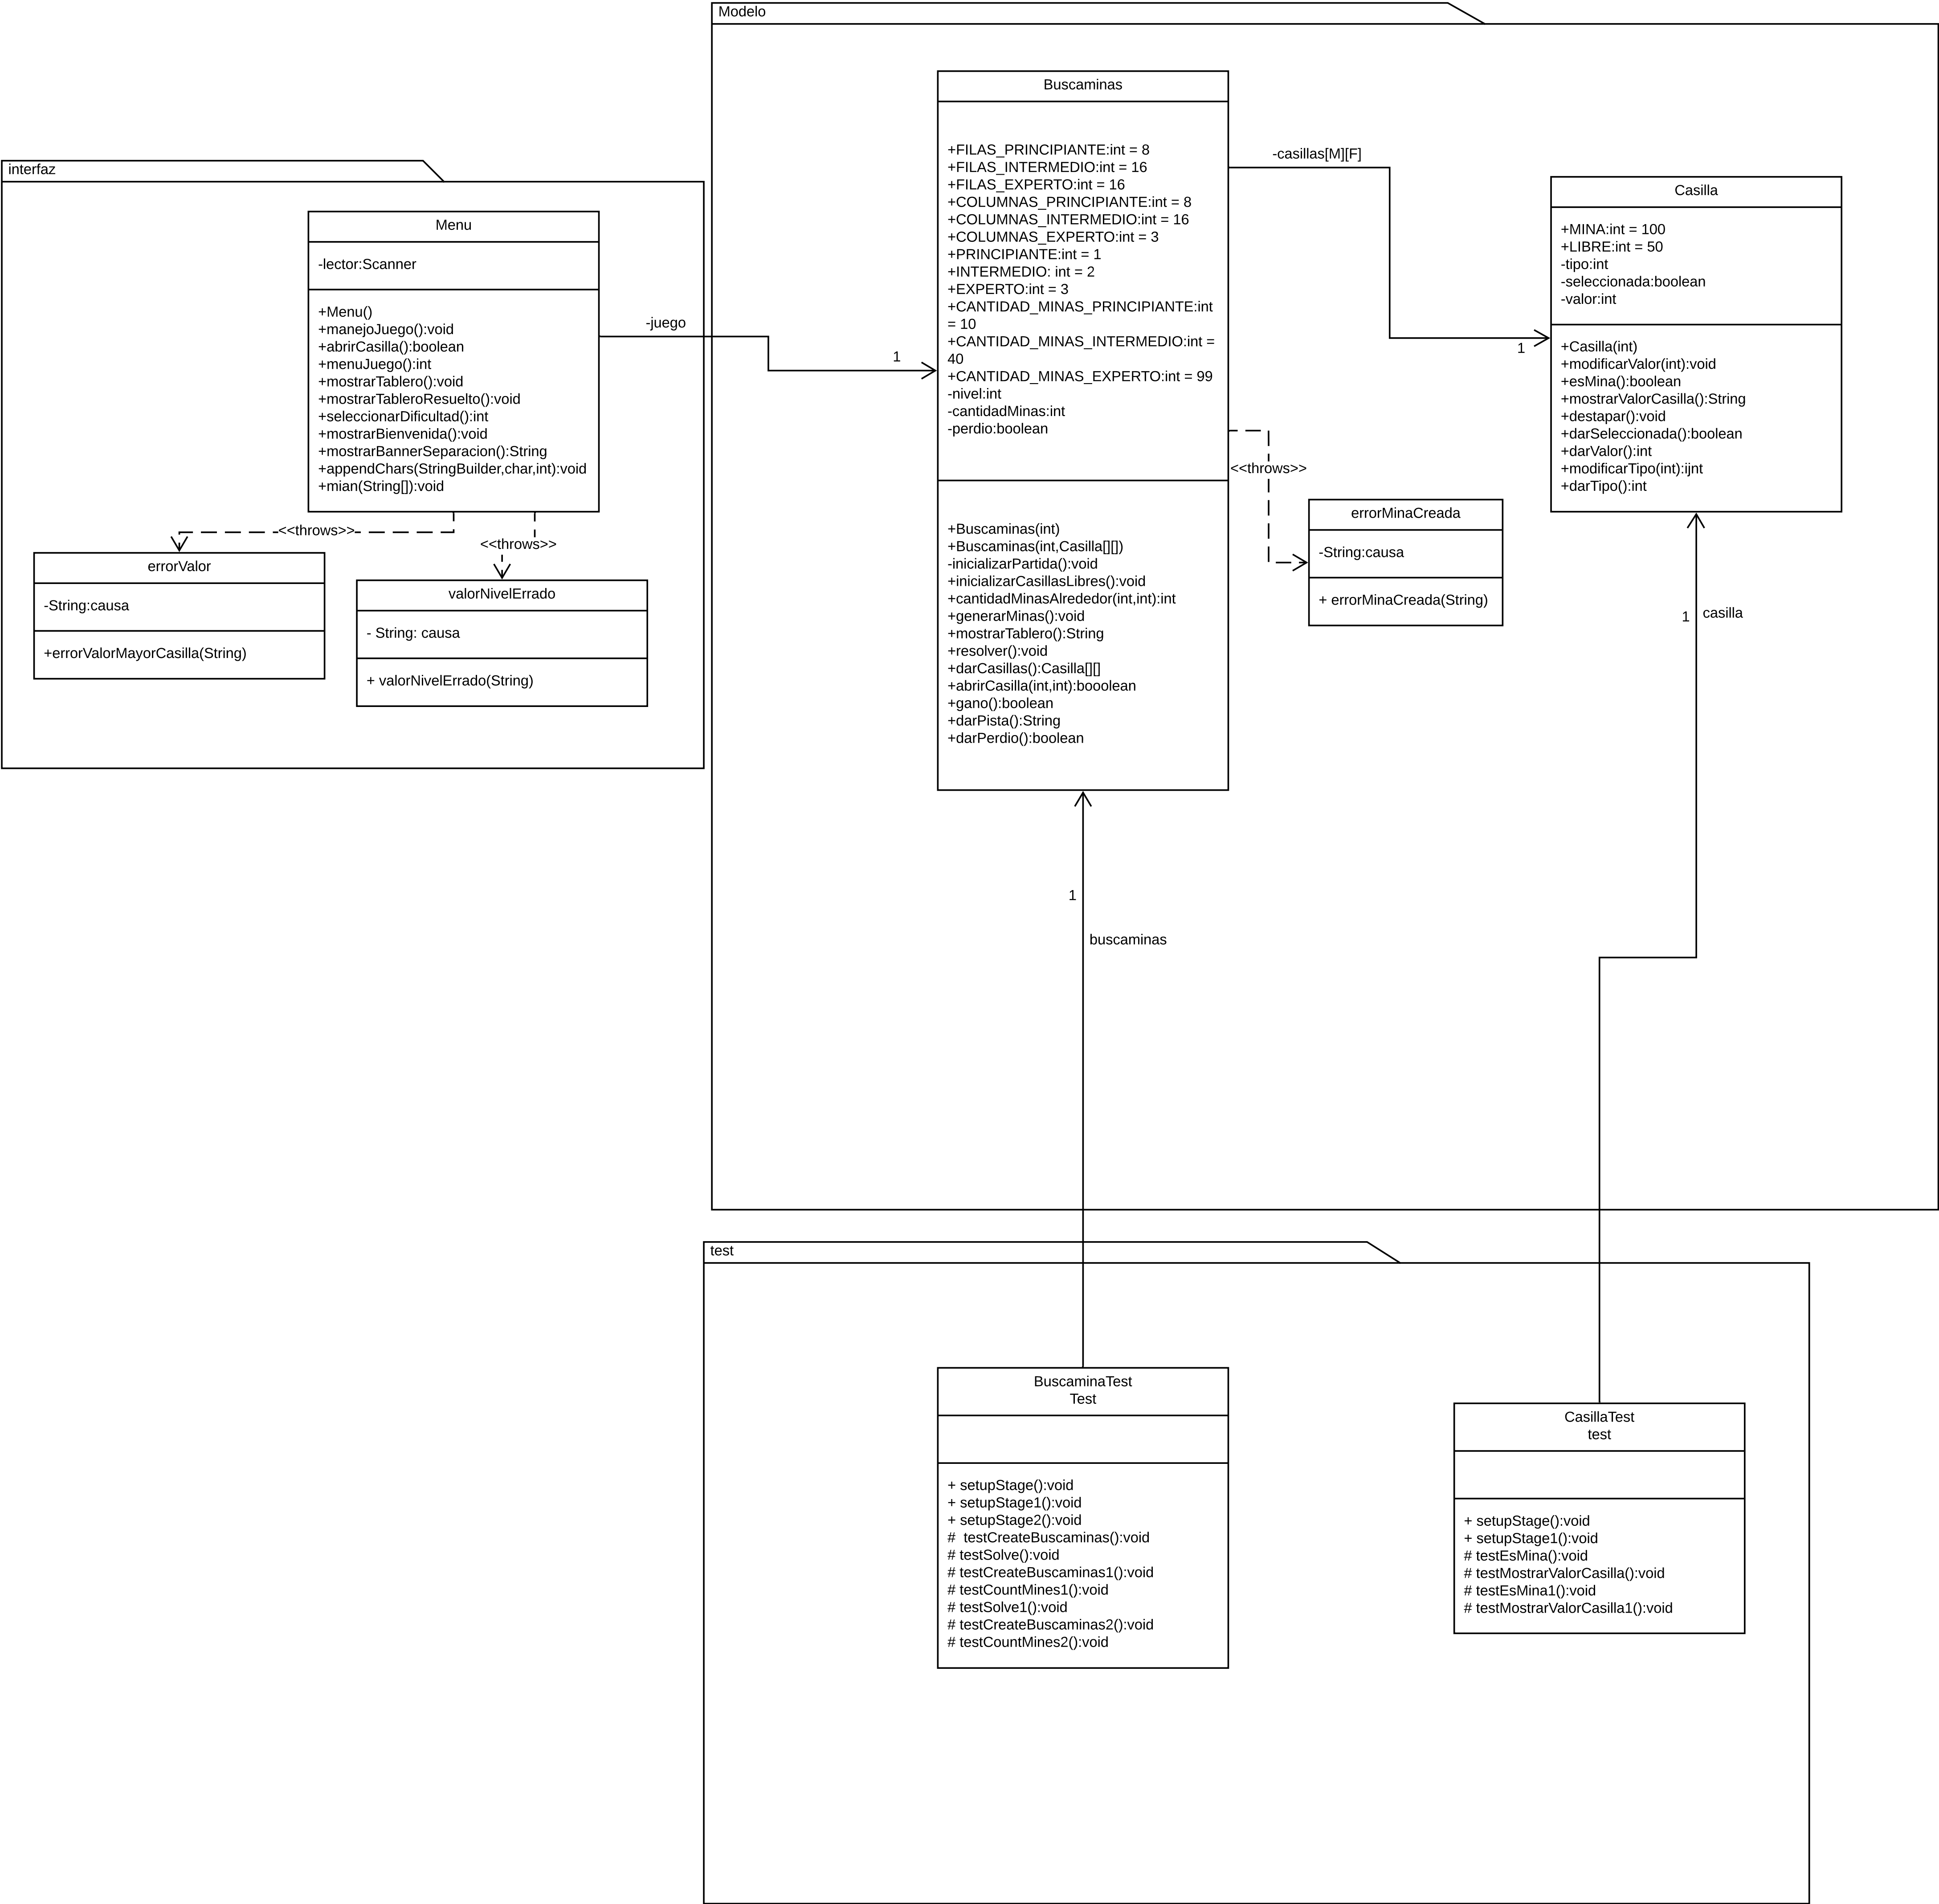 Modelo
Buscaminas
+FILAS_PRINCIPIANTE:int = 8
+FILAS_INTERMEDIO:int = 16
+FILAS_EXPERTO:int = 16
+COLUMNAS_PRINCIPIANTE:int = 8
+COLUMNAS_INTERMEDIO:int = 16
+COLUMNAS_EXPERTO:int = 3
+PRINCIPIANTE:int = 1
+INTERMEDIO: int = 2
+EXPERTO:int = 3
+CANTIDAD_MINAS_PRINCIPIANTE:int
= 10
+CANTIDAD_MINAS_INTERMEDIO:int =
40
+CANTIDAD_MINAS_EXPERTO:int = 99
-nivel:int
-cantidadMinas:int
-perdio:boolean
+Buscaminas(int)
+Buscaminas(int,Casilla[][])
-inicializarPartida():void
+inicializarCasillasLibres():void
+cantidadMinasAlrededor(int,int):int
+generarMinas():void
+mostrarTablero():String
+resolver():void
+darCasillas():Casilla[][]
+abrirCasilla(int,int):booolean
+gano():boolean
+darPista():String
+darPerdio():boolean
-casillas[M][F]
1
Casilla
+MINA:int = 100
+LIBRE:int = 50
-tipo:int
-seleccionada:boolean
-valor:int
+Casilla(int)
+modificarValor(int):void
+esMina():boolean
+mostrarValorCasilla():String
+destapar():void
+darSeleccionada():boolean
+darValor():int
+modificarTipo(int):ijnt
+darTipo():int
<<throws>>
errorMinaCreada
-String:causa
+ errorMinaCreada(String)
1
casilla
1
buscaminas
interfaz
Menu
-lector:Scanner
+Menu()
+manejoJuego():void
+abrirCasilla():boolean
+menuJuego():int
+mostrarTablero():void
+mostrarTableroResuelto():void
+seleccionarDificultad():int
+mostrarBienvenida():void
+mostrarBannerSeparacion():String
+appendChars(StringBuilder,char,int):void
+mian(String[]):void
-juego
1
<<throws>>
<<throws>>
errorValor
-String:causa
+errorValorMayorCasilla(String)
valorNivelErrado
- String: causa
+ valorNivelErrado(String)
test
BuscaminaTest
Test
+ setupStage():void
+ setupStage1():void
+ setupStage2():void
#  testCreateBuscaminas():void
# testSolve():void
# testCreateBuscaminas1():void
# testCountMines1():void
# testSolve1():void
# testCreateBuscaminas2():void
# testCountMines2():void
CasillaTest
test
+ setupStage():void
+ setupStage1():void
# testEsMina():void
# testMostrarValorCasilla():void
# testEsMina1():void
# testMostrarValorCasilla1():void